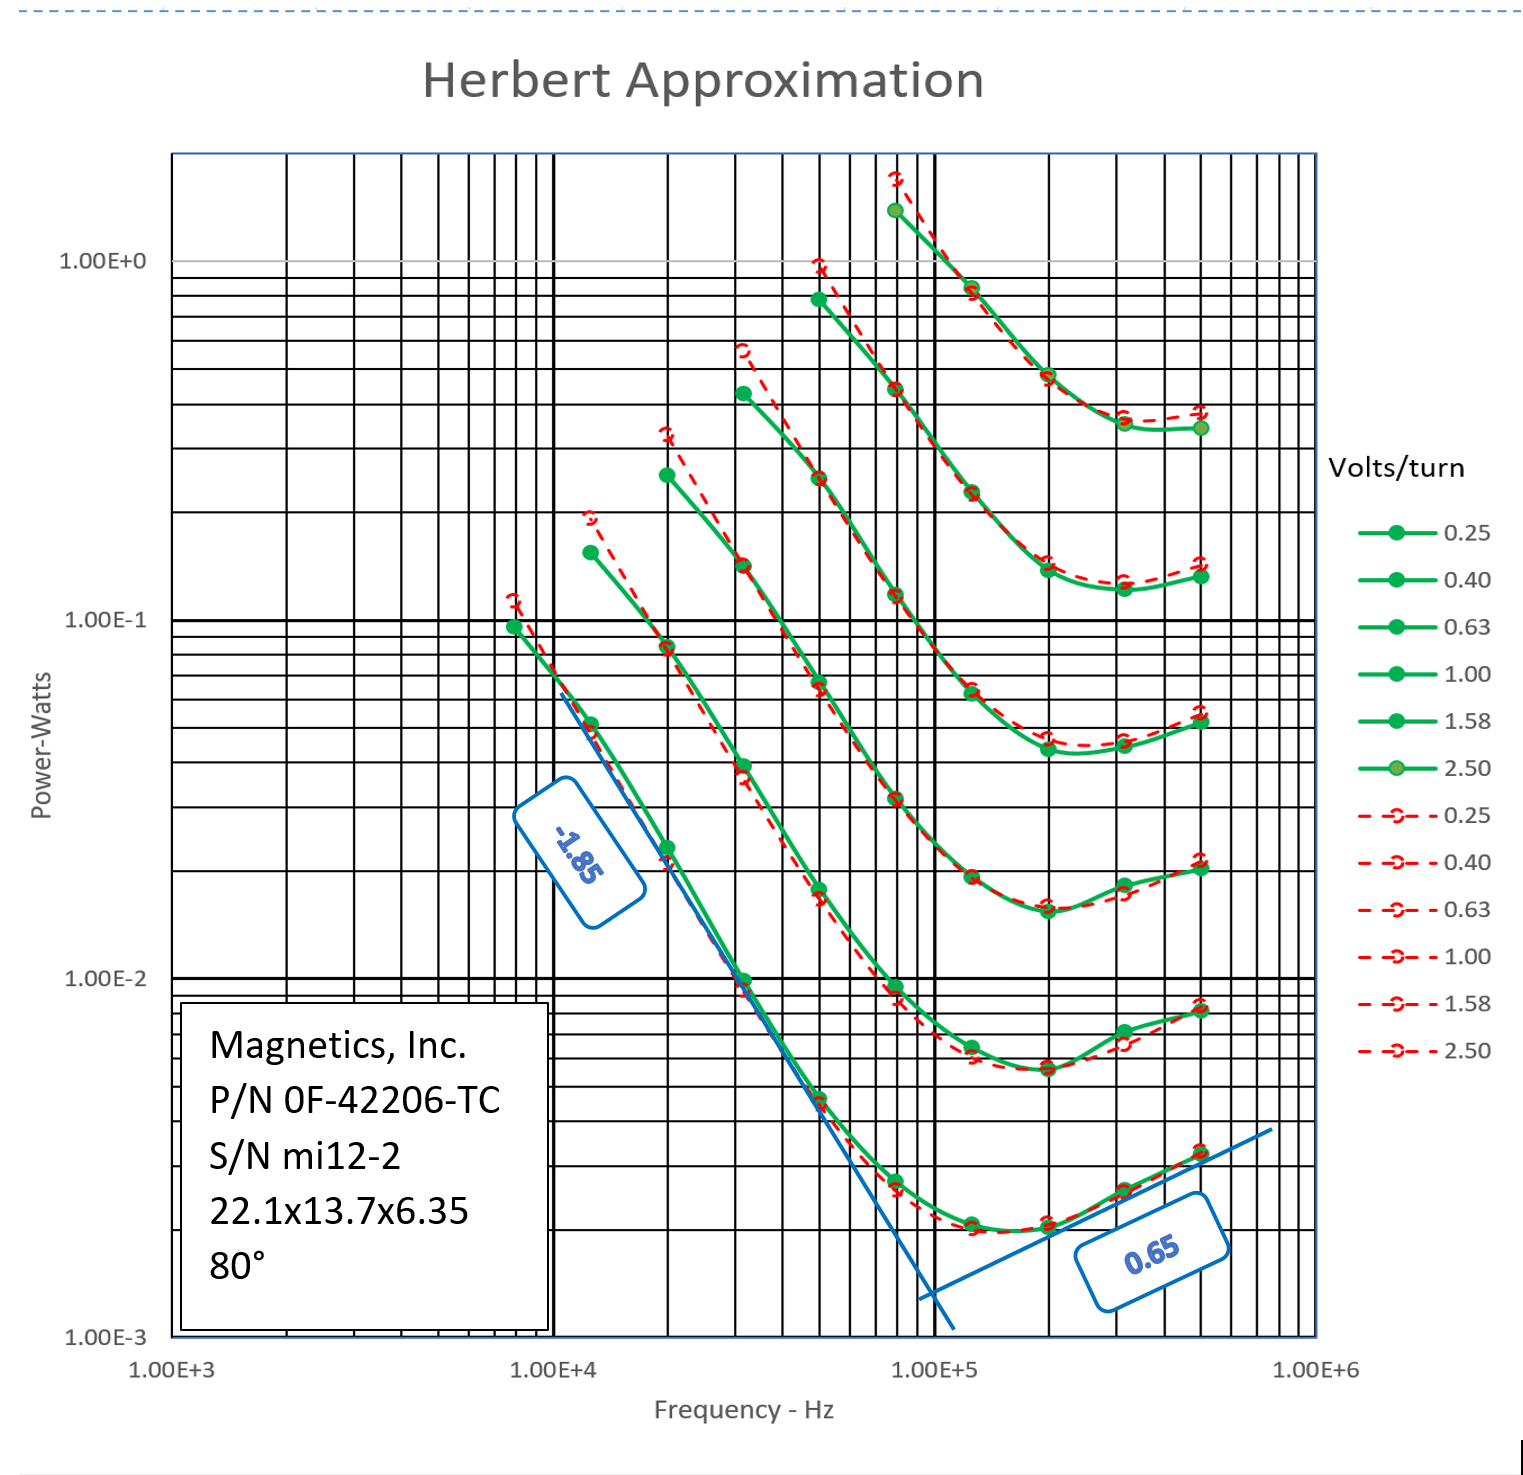 Herbert Approximation
1.00E+0
1.00E-1
1.00E-2
1.00E-3
Power-Watts
1.00E+3
1.00E+4
1.00E+5
1.00E+6
Frequency - Hz
-1.85
0.65
Magnetics, Inc.
P/N 0F-42206-TC
S/N mi12-2
22.1x13.7x6.35
80°
Volts/turn
0.25
0.40
0.63
1.00
1.58
2.50
0.25
0.40
0.63
1.00
1.58
2.50